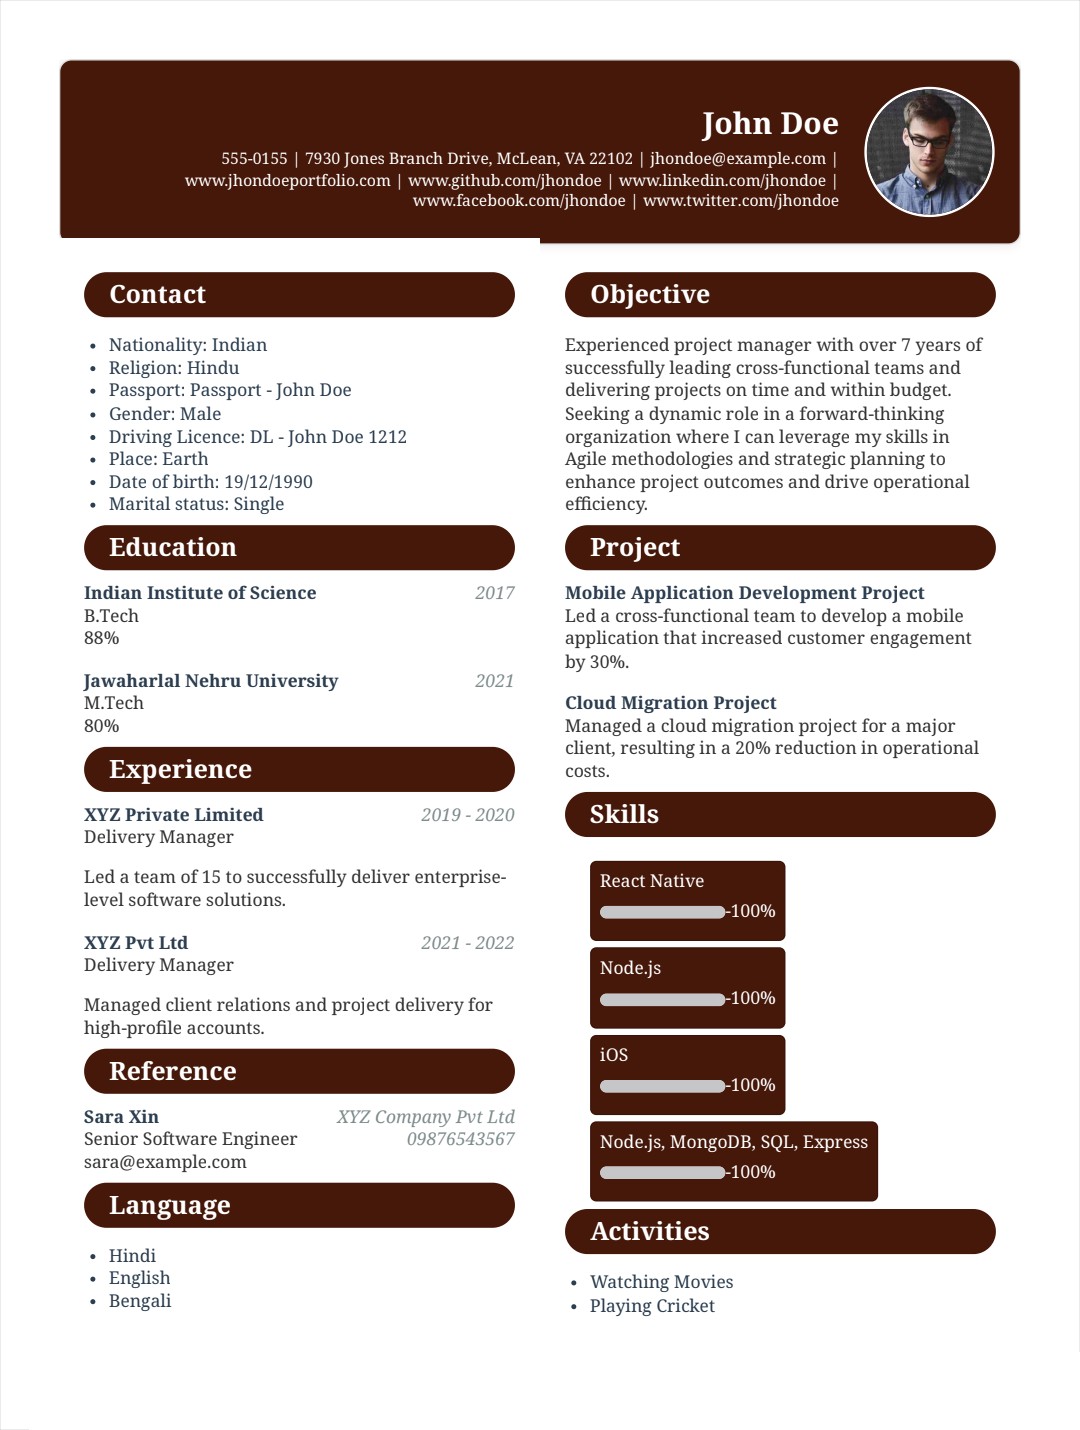 John Doe
555-0155 | 7930 Jones Branch Drive, McLean, VA 22102 | jhondoe@example.com |
www.jhondoeportfolio.com | www.github.com/jhondoe | www.linkedin.com/jhondoe |
www.facebook.com/jhondoe | www.twitter.com/jhondoe
Contact
• Nationality: Indian
• Religion: Hindu
• Passport: Passport - John Doe
• Gender: Male
• Driving Licence: DL - John Doe 1212
• Place: Earth
• Date of birth: 19/12/1990
• Marital status: Single
Education
Indian Institute of Science 2017
B.Tech
88%
Jawaharlal Nehru University 2021
M.Tech
80%
Experience
XYZ Private Limited 2019 - 2020
Delivery Manager
Led a team of 15 to successfully deliver enterprise-
level software solutions.
XYZ Pvt Ltd 2021 - 2022
Delivery Manager
Managed client relations and project delivery for
high-profile accounts.
Reference
Sara Xin XYZ Company Pvt Ltd
Senior Software Engineer 09876543567
sara@example.com
Language
• Hindi
• English
• Bengali
Objective
Experienced project manager with over 7 years of
successfully leading cross-functional teams and
delivering projects on time and within budget.
Seeking a dynamic role in a forward-thinking
organization where I can leverage my skills in
Agile methodologies and strategic planning to
enhance project outcomes and drive operational
efficiency.
Project
Mobile Application Development Project
Led a cross-functional team to develop a mobile
application that increased customer engagement
by 30%.
Cloud Migration Project
Managed a cloud migration project for a major
client, resulting in a 20% reduction in operational
costs.
Skills
React Native
-100%
Node.js
-100%
iOS
-100%
Node.js, MongoDB, SQL, Express
-100%
Activities
• Watching Movies
• Playing Cricket